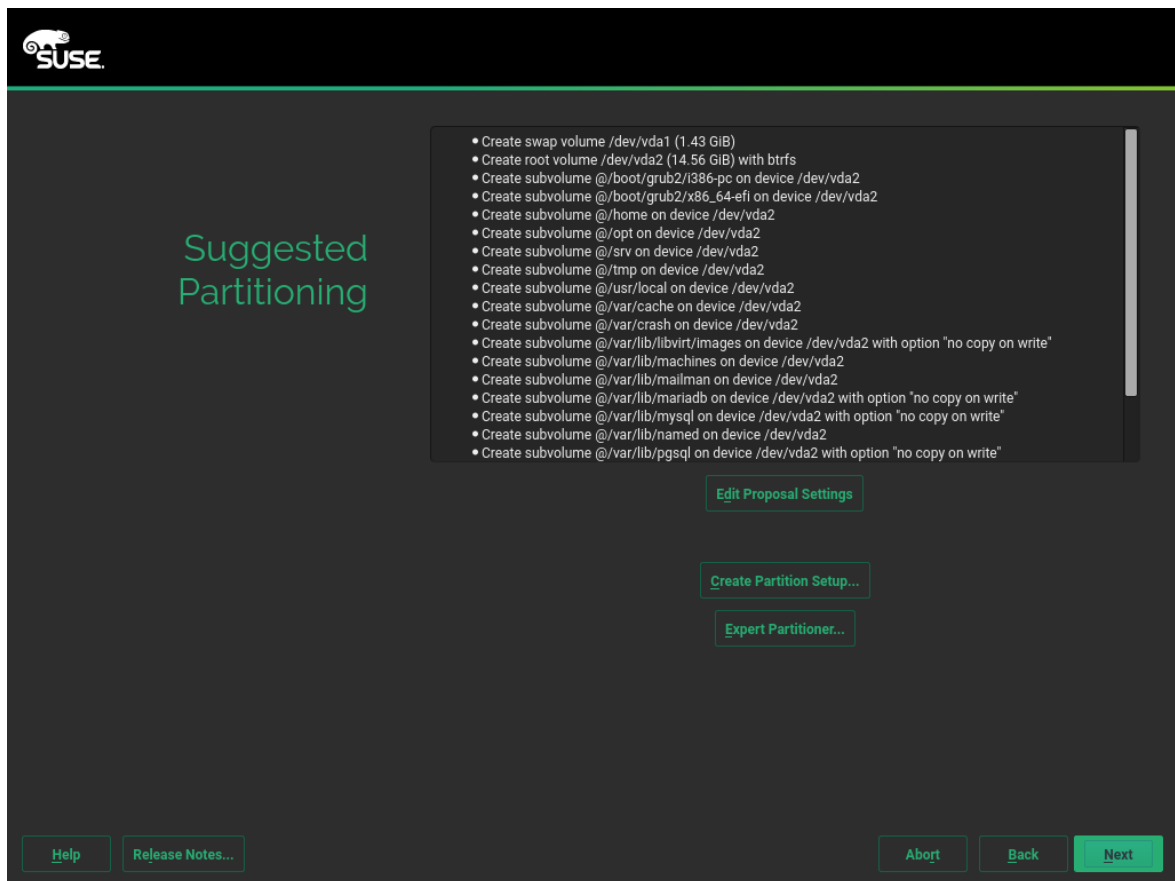 SUSE.
Suggested
Partitioning
Create swap volume /dev/vda1 (1.43 GiB)
Create root volume /dev/vda2 (14.56 GiB) with btrfs
Create subvolume @/boot/grub2/i386-pc on device /dev/vda2
Create subvolume @/boot/grub2/x86_64-efi on device /dev/vda2
Create subvolume @/home on device /dev/vda2
Create subvolume @/opt on device /dev/vda2
Create subvolume @/srv on device /dev/vda2
Create subvolume @/tmp on device /dev/vda2
Create subvolume @/usr/local on device /dev/vda2
Create subvolume @/var/cache on device /dev/vda2
Create subvolume @/var/crash on device /dev/vda2
Create subvolume @/var/lib/libvirt/images on device /dev/vda2 with option "no copy on write"
Create subvolume @/var/lib/machines on device /dev/vda2
Create subvolume @/var/lib/mailman on device /dev/vda2
Create subvolume @/var/lib/mariadb on device /dev/vda2 with option "no copy on write"
Create subvolume @/var/lib/mysql on device /dev/vda2 with option "no copy on write"
Create subvolume @/var/lib/named on device /dev/vda2
Create subvolume @/var/lib/pgsql on device /dev/vda2 with option "no copy on write"
Edit Proposal Settings
Create Partition Setup...
Expert Partitioner...
Help
Release Notes...
Abort
Back
Next